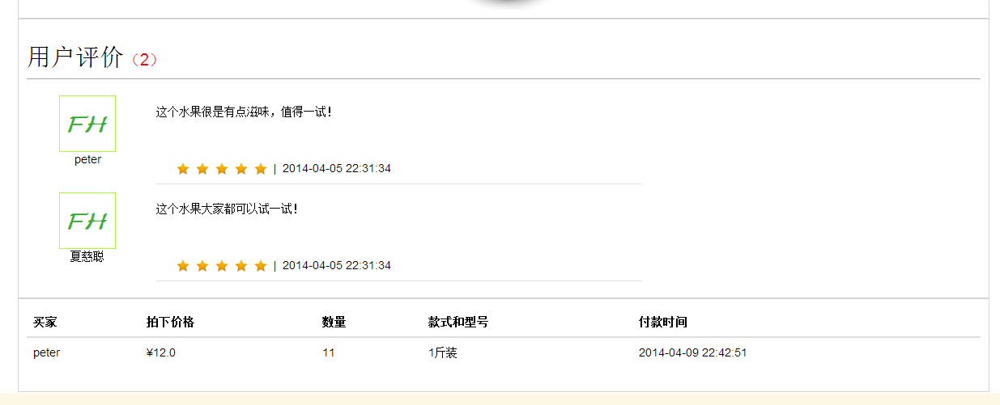 用户评价（2）
FH
peter
这个水果很是有点滋味，值得一试！
| 2014-04-05 22:31:34
FH
夏慈聪
这个水果大家都可以试一试！
| 2014-04-05 22:31:34
买家 拍下价格 数量 款式和型号 付款时间
peter ¥12.0 11 1斤装 2014-04-09 22:42:51